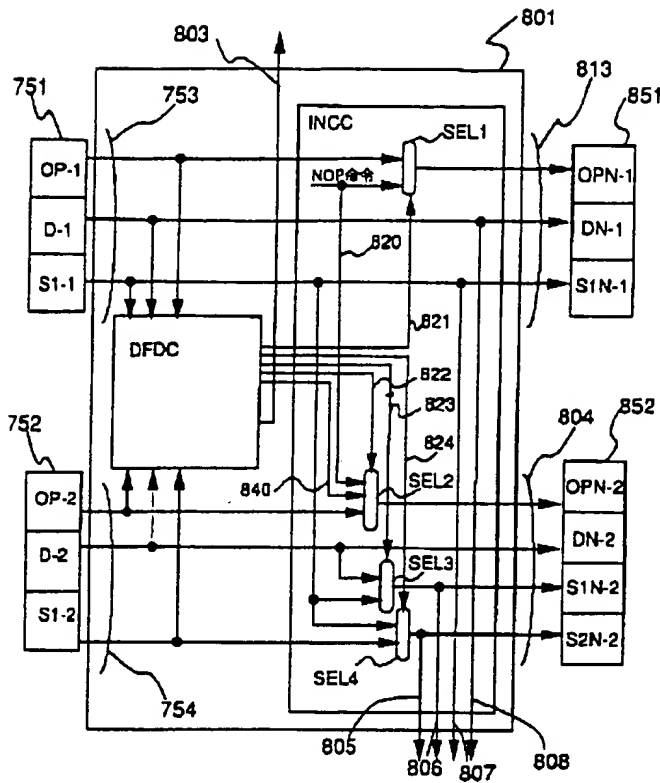 803
801
751
753
813
851
INCC
SEL1
OP-1
NOP命令
OPN-1
D-1
820
DN-1
S1-1
S1N-1
821
DFDC
822
823
752
824
804
852
840
SEL2
OP-2
OPN-2
D-2
SEL3
DN-2
S1-2
S1N-2
S2N-2
SEL4
754
805
806
807
808